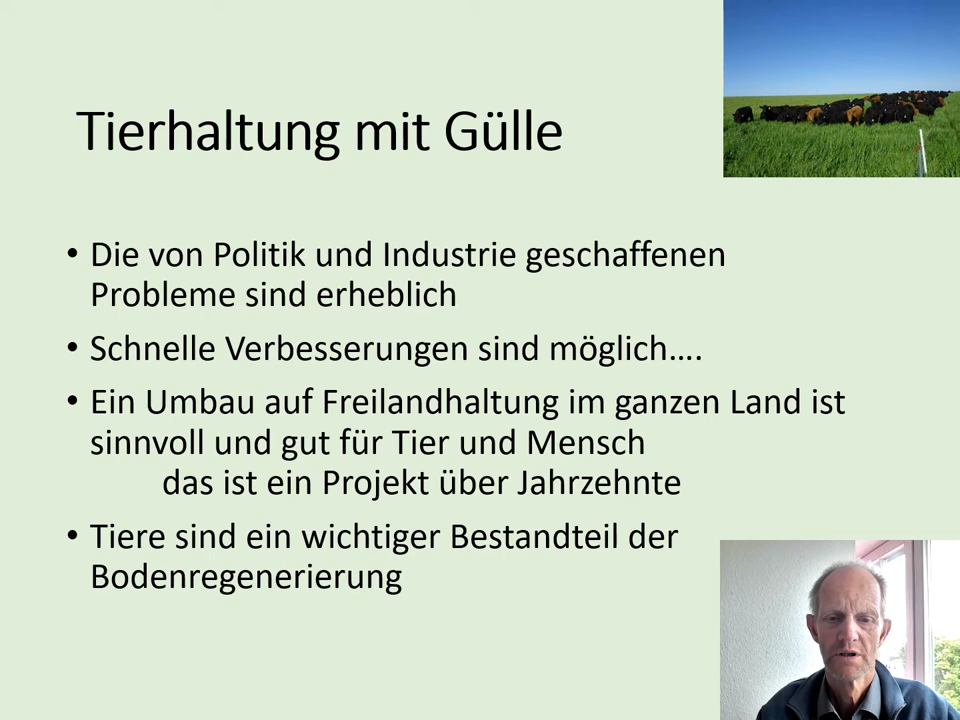 Tierhaltung mit Gülle
• Die von Politik und Industrie geschaffenen
Probleme sind erheblich
• Schnelle Verbesserungen sind möglich….
• Ein Umbau auf Freilandhaltung im ganzen Land ist
sinnvoll und gut für Tier und Mensch
das ist ein Projekt über Jahrzehnte
• Tiere sind ein wichtiger Bestandteil der
Bodenregenerierung